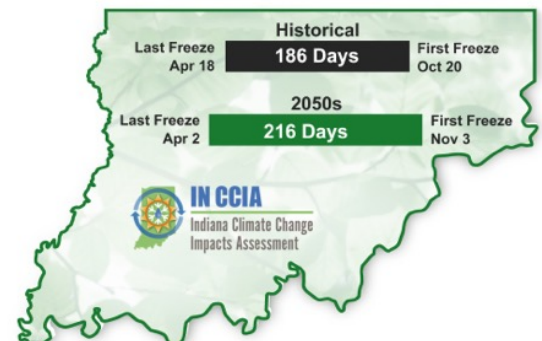 Historical
Last Freeze
Apr 18
186 Days
First Freeze
Oct 20
2050s
Last Freeze
Apr 2
216 Days
First Freeze
Nov 3
IN CCIA
Indiana Climate Change
Impacts Assessment